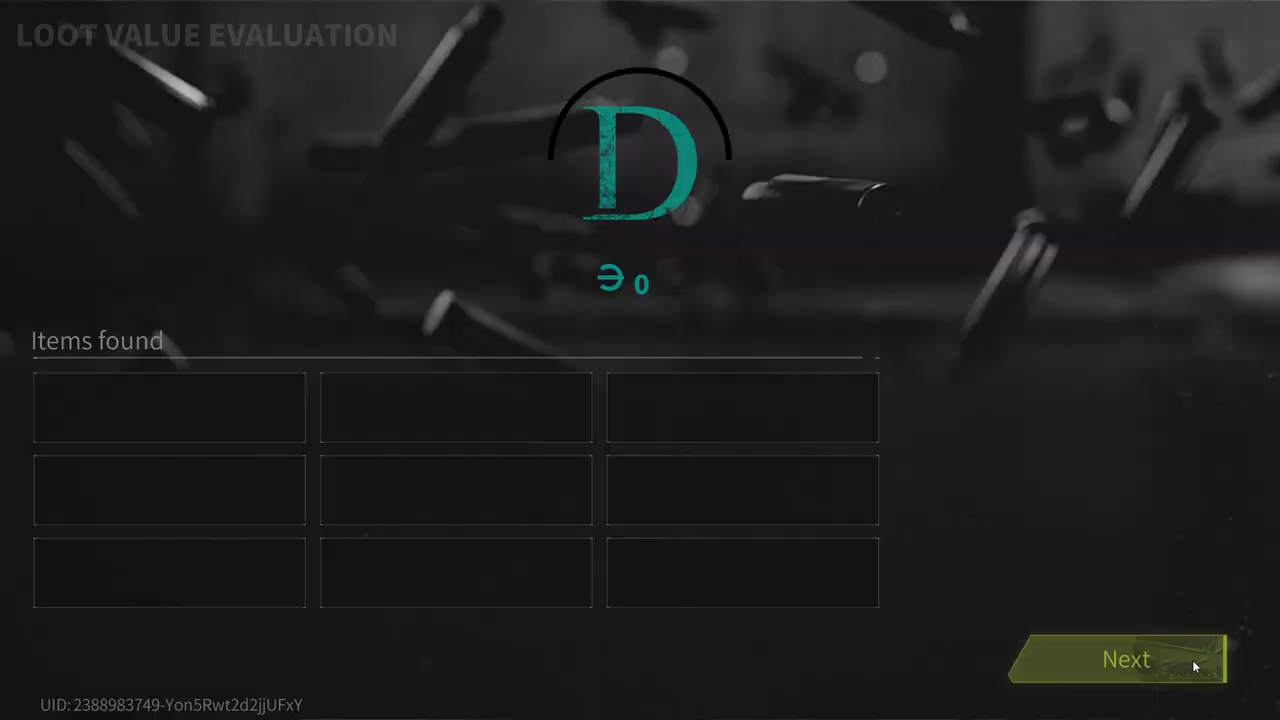 LOOT VALUE EVALUATION
D
0
Items found
Next
UID: 2388983749-Yon5Rwt2d2jjUFxY